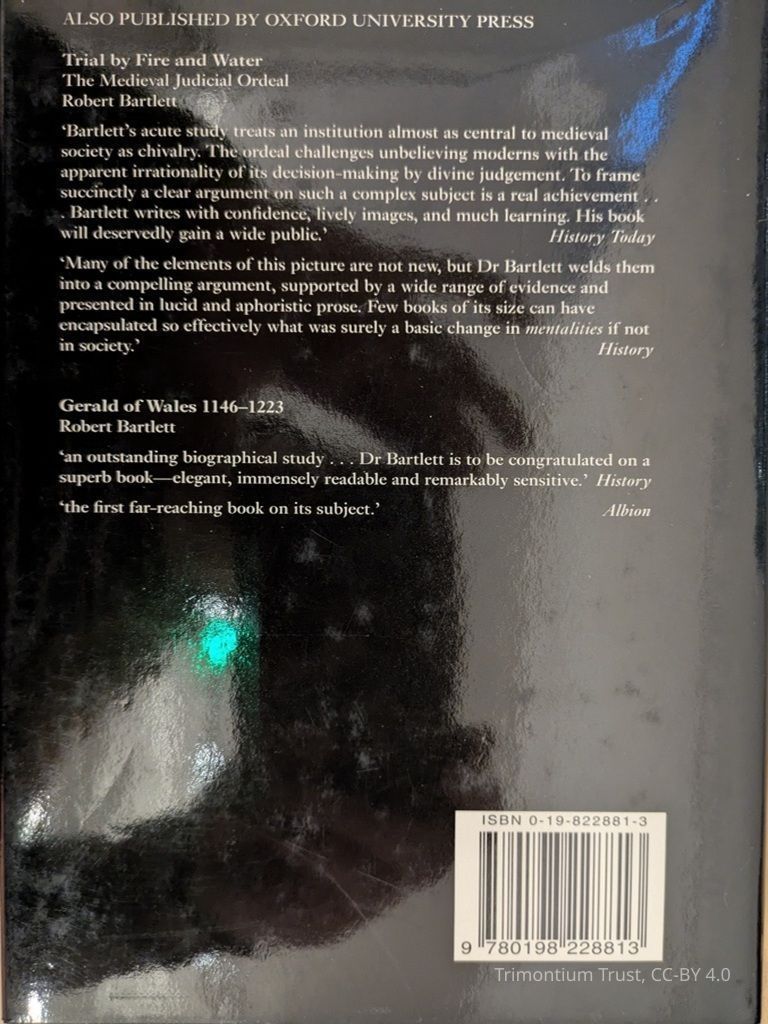 ALSO PUBLISHED BY OXFORD UNIVERSITY PRESS
Trial by Fire and Water
The Medieval Judicial Ordeal
Robert Bartlett
‘Bartlett’s acute study treats an institution almost as central to medieval
society as chivalry. The ordeal challenges unbelieving moderns with the
apparent irrationality of its decision-making by divine judgement. To frame
succinctly a clear argument on such a complex subject is a real achievement . .
. Bartlett writes with confidence, lively images, and much learning. His book
will deservedly gain a wide public.’ History Today
‘Many of the elements of this picture are not new, but Dr Bartlett welds them
into a compelling argument, supported by a wide range of evidence and
presented in lucid and aphoristic prose. Few books of its size can have
encapsulated so effectively what was surely a basic change in mentalities if not
in society.’ History
Gerald of Wales 1146–1223
Robert Bartlett
‘an outstanding biographical study . . . Dr Bartlett is to be congratulated on a
superb book—elegant, immensely readable and remarkably sensitive.’ History
‘the first far-reaching book on its subject.’ Albion
ISBN 0-19-822881-3
9 780198 228813
Trimontium Trust, CC-BY 4.0